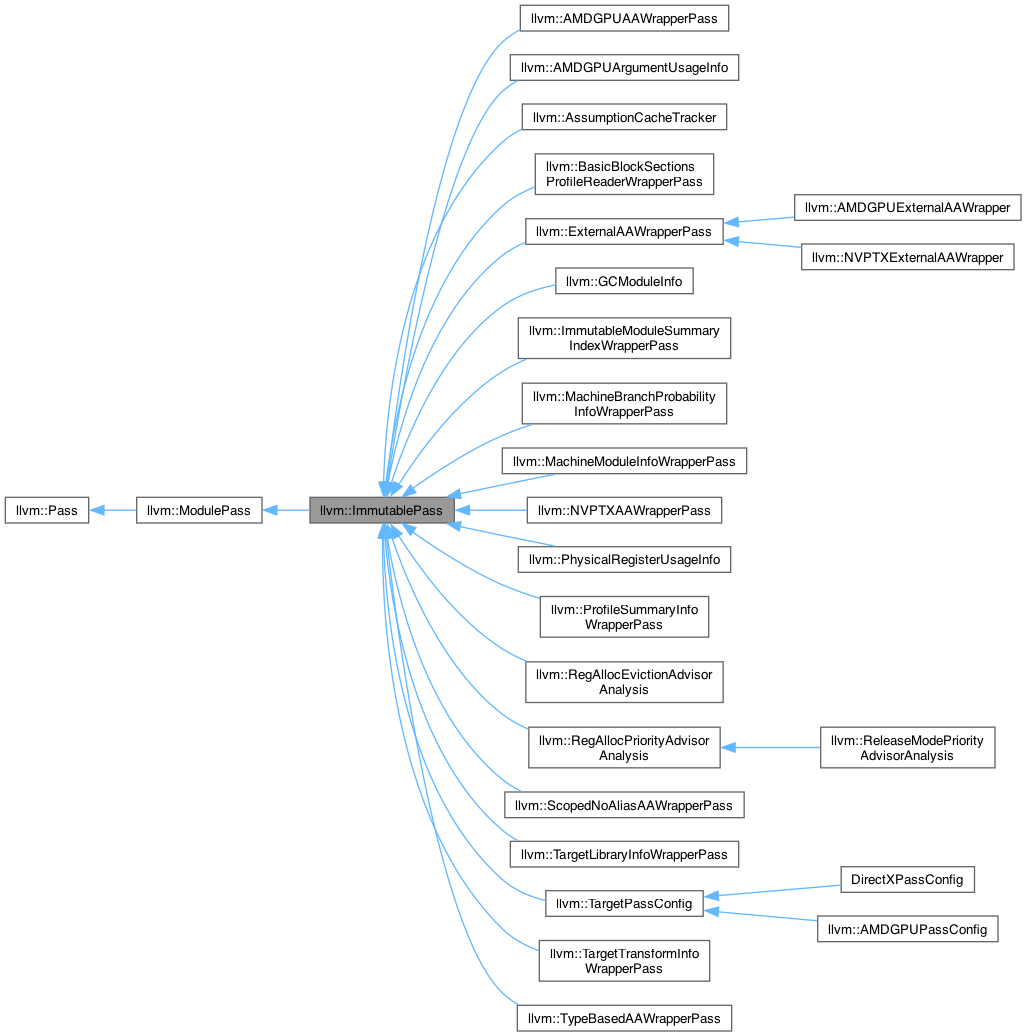 llvm::AMDGPUAAWrapperPass
llvm::AMDGPUArgumentUsageInfo
llvm::AssumptionCacheTracker
llvm::BasicBlockSections
ProfileReaderWrapperPass
llvm::ExternalAAWrapperPass
llvm::AMDGPUExternalAAWrapper
llvm::NVPTXExternalAAWrapper
llvm::GCModuleInfo
llvm::ImmutableModuleSummary
IndexWrapperPass
llvm::MachineBranchProbability
InfoWrapperPass
llvm::MachineModuleInfoWrapperPass
llvm::Pass
llvm::ModulePass
llvm::ImmutablePass
llvm::NVPTXAAWrapperPass
llvm::PhysicalRegisterUsageInfo
llvm::ProfileSummaryInfo
WrapperPass
llvm::RegAllocEvictionAdvisor
Analysis
llvm::RegAllocPriorityAdvisor
Analysis
llvm::ReleaseModePriority
AdvisorAnalysis
llvm::ScopedNoAliasAAWrapperPass
llvm::TargetLibraryInfoWrapperPass
llvm::TargetPassConfig
DirectXPassConfig
llvm::AMDGPUPassConfig
llvm::TargetTransformInfo
WrapperPass
llvm::TypeBasedAAWrapperPass